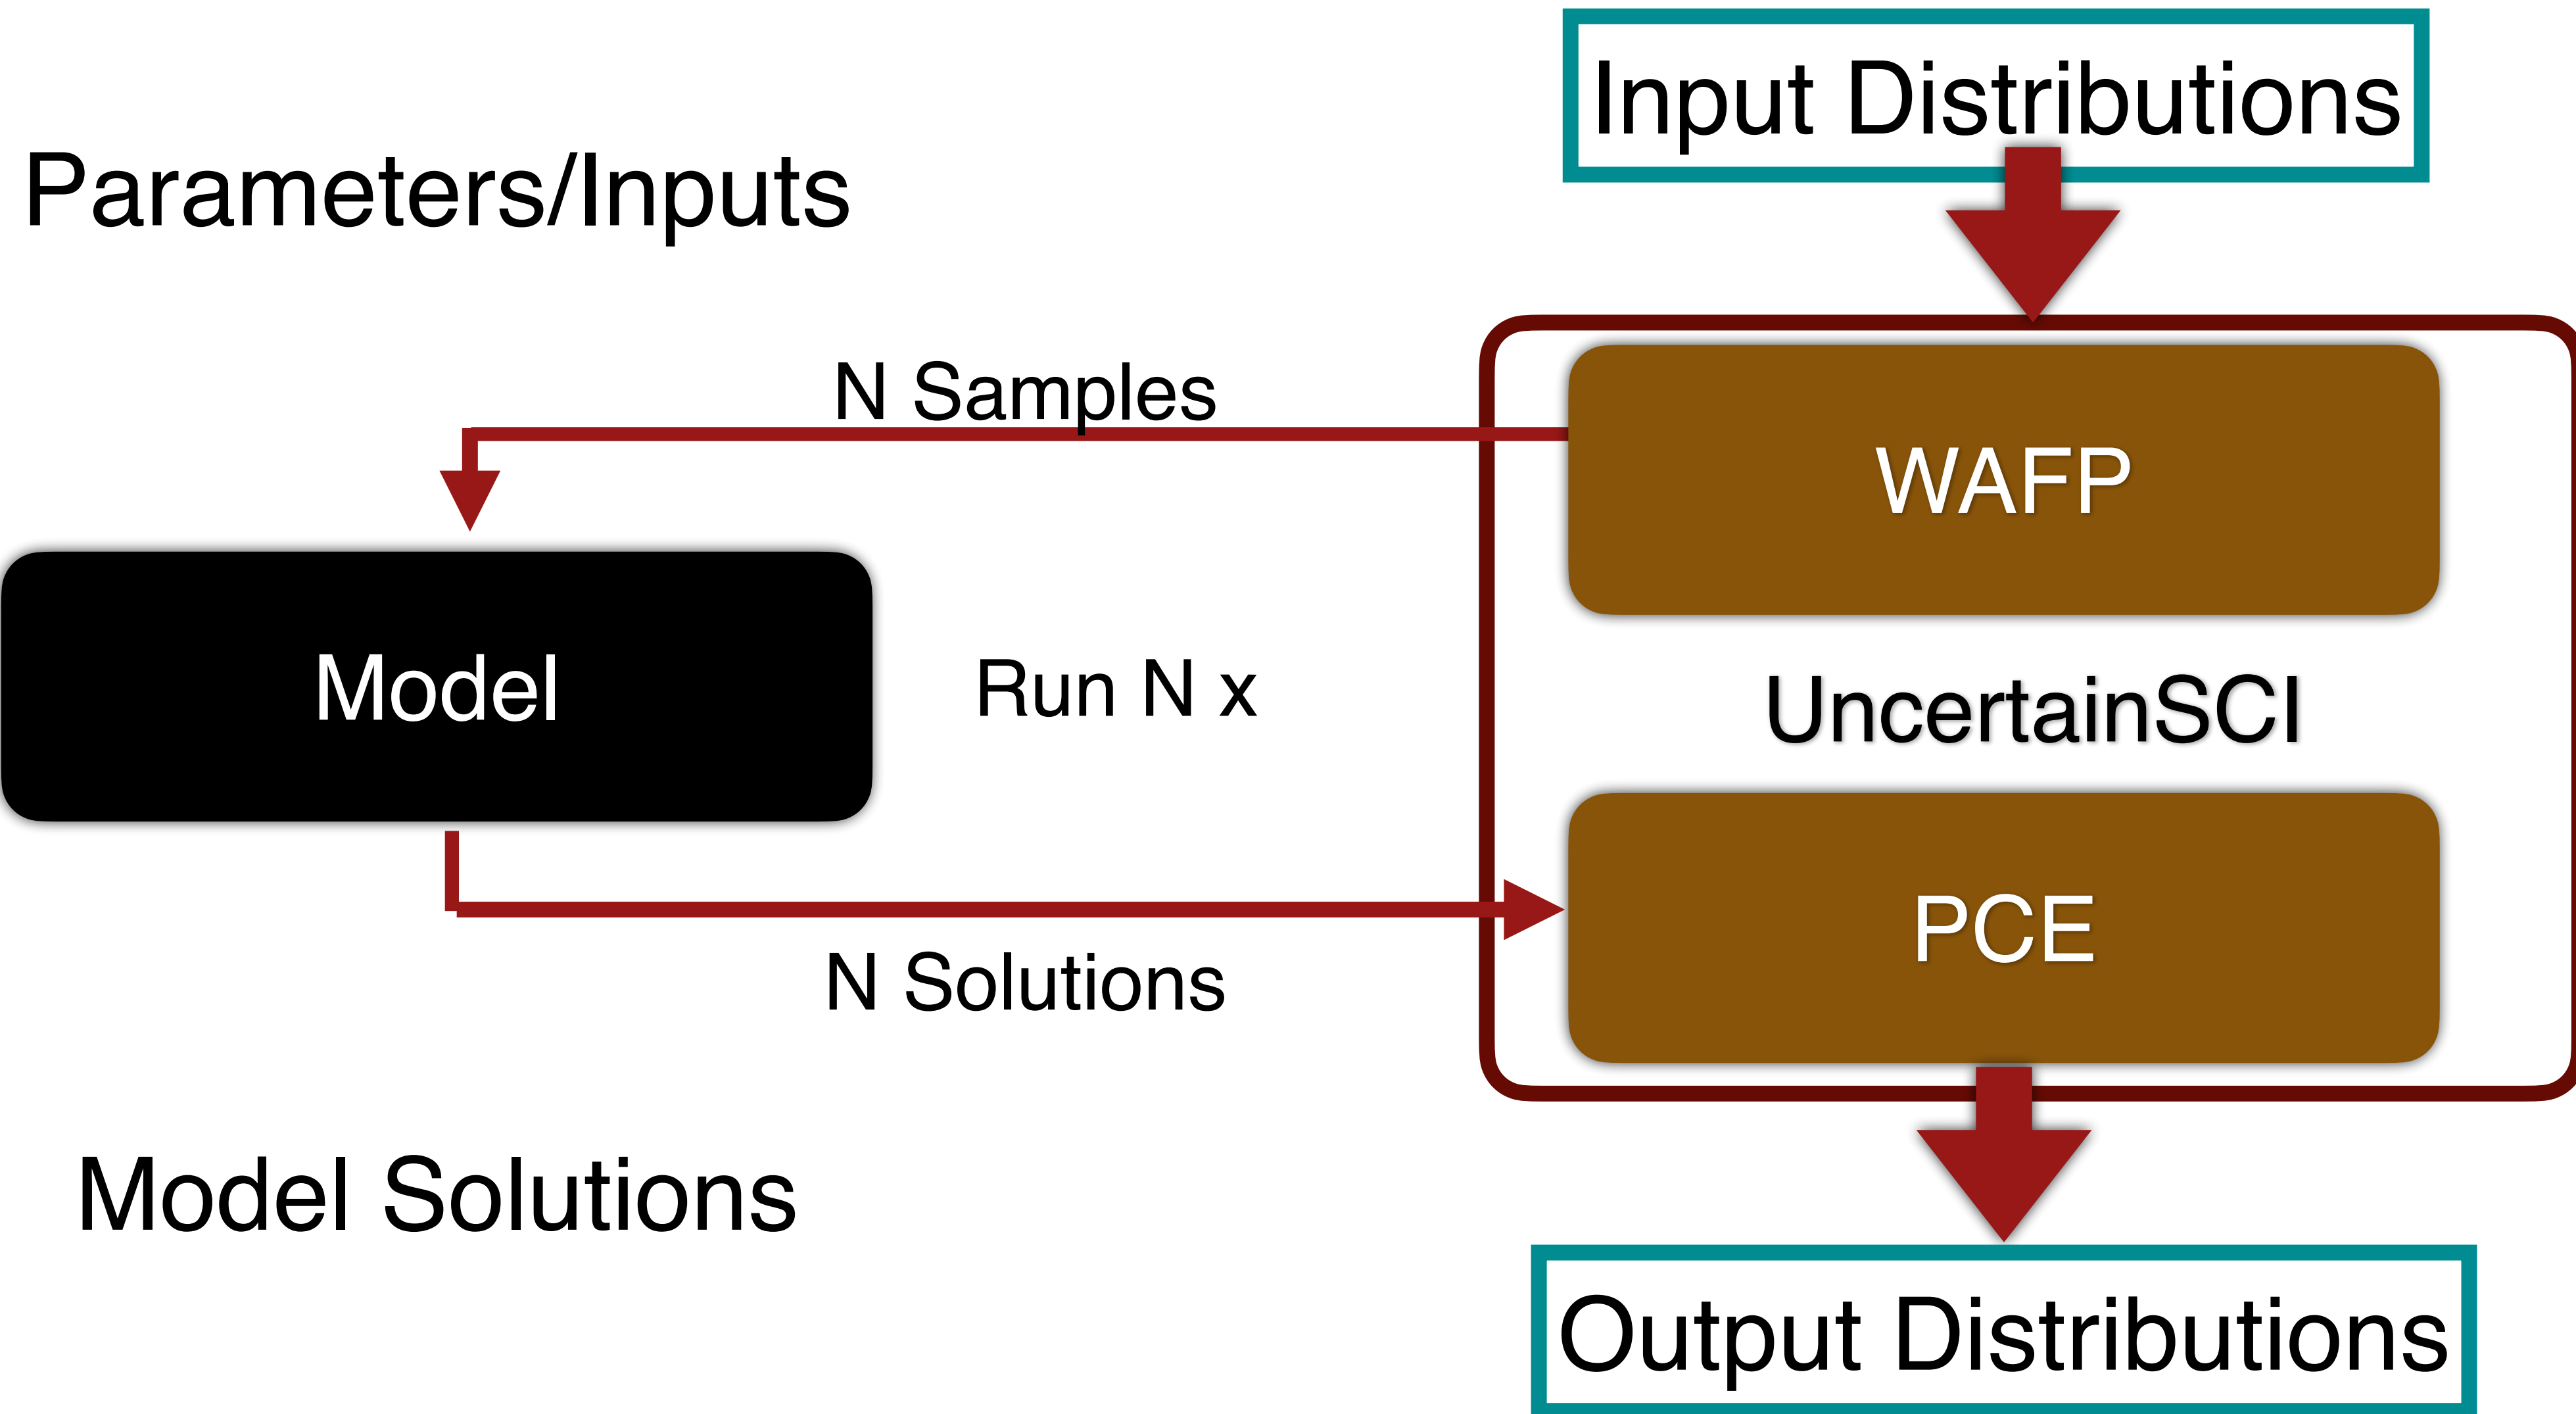 Input Distributions
Parameters/Inputs
N Samples
WAFP
Model
Run N x
UncertainSCI
PCE
N Solutions
Model Solutions
Output Distributions